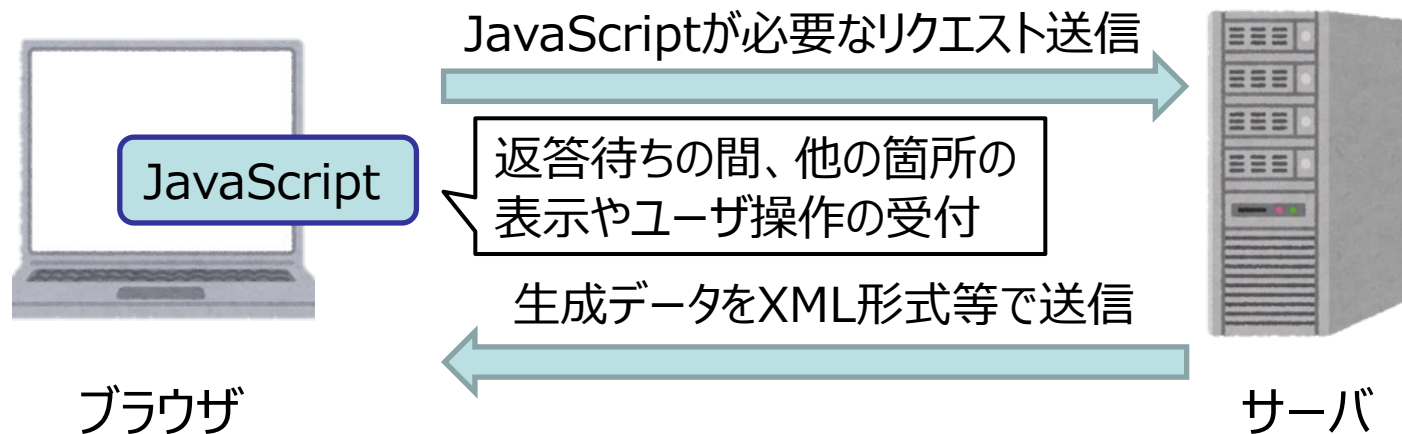 JavaScriptが必要なリクエスト送信
JavaScript
返答待ちの間、他の箇所の
表示やユーザ操作の受付
生成データをXML形式等で送信
ブラウザ
サーバ